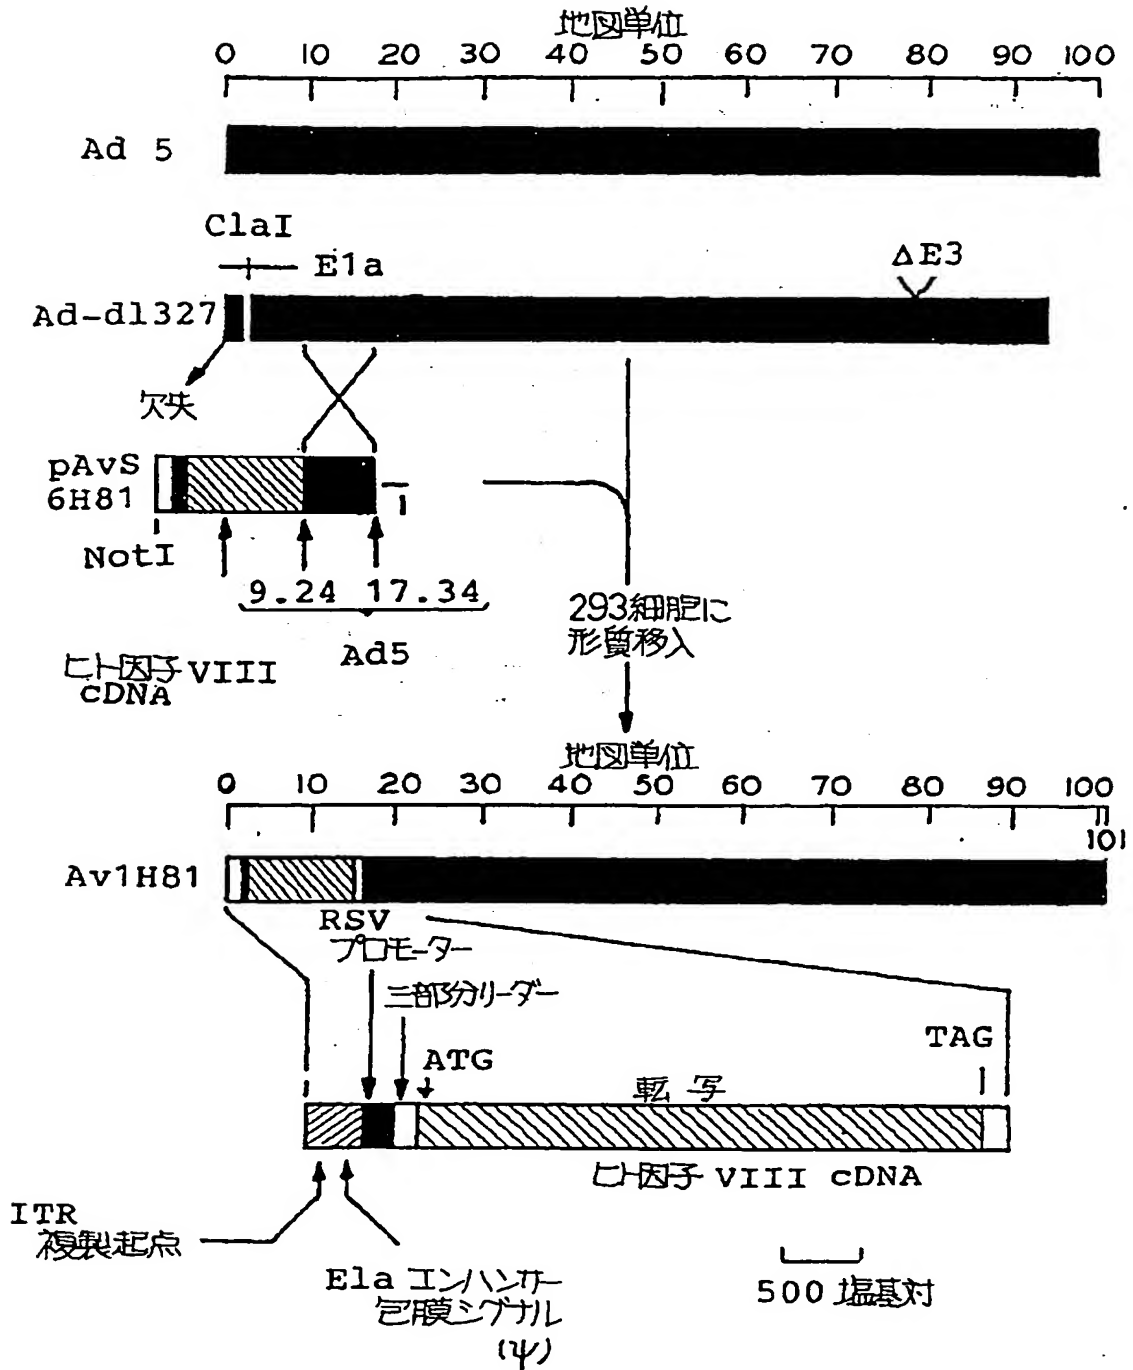 地図単位
0 10 20 30 40 50 60 70 80 90 100
Ad 5
ClaI
E1a
ΔE3
Ad-dl327
欠失
pAvS
6H81
NotI
9.24 17.34
Ad5
ヒト因子 VIII
cDNA
293細胞に
形質移入
地図単位
0 10 20 30 40 50 60 70 80 90 100
101
Av1H81
RSV
プロモーター
三部分リーダー
ATG
TAG
転写
ヒト因子 VIII cDNA
ITR
複製起点
E1a エンハンサー
包膜シグナル
(ψ)
500 塩基対